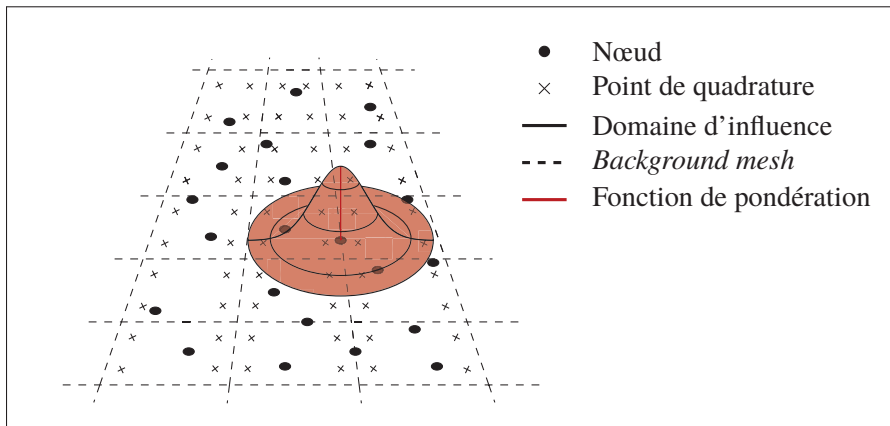 Nœud
Point de quadrature
Domaine d'influence
Background mesh
Fonction de pondération